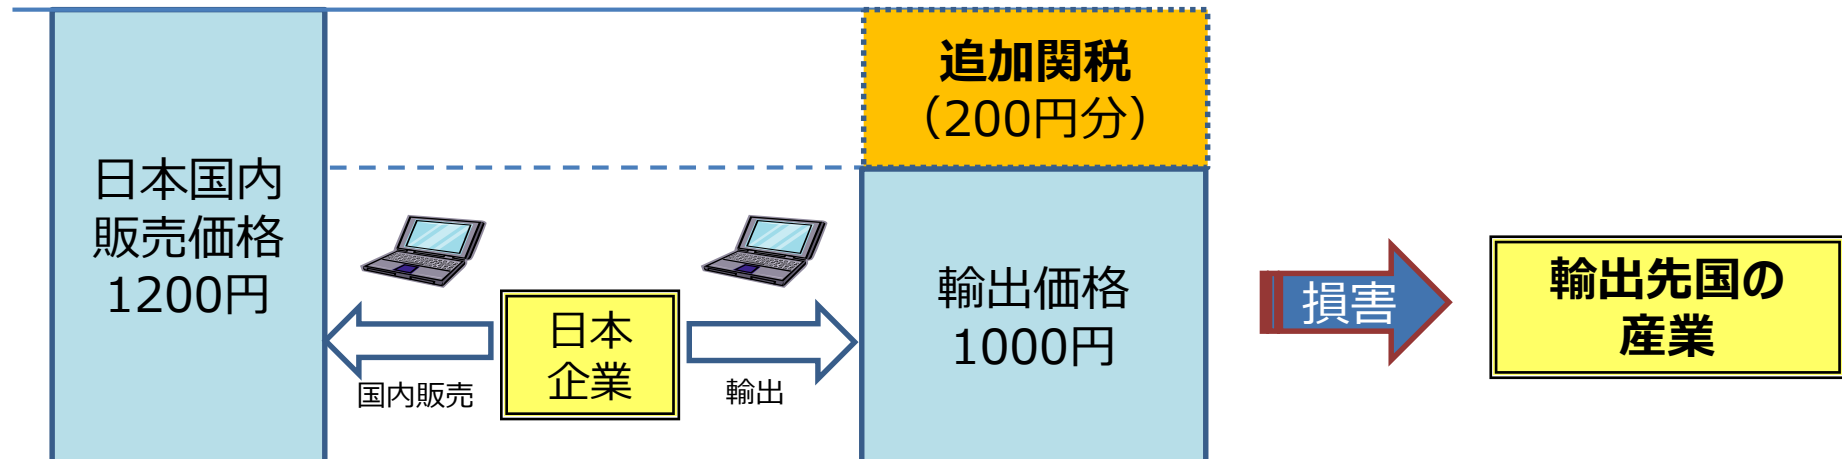 追加関税
（200円分）
日本国内
販売価格
1200円
国内販売
日本
企業
輸出
輸出価格
1000円
損害
輸出先国の
産業